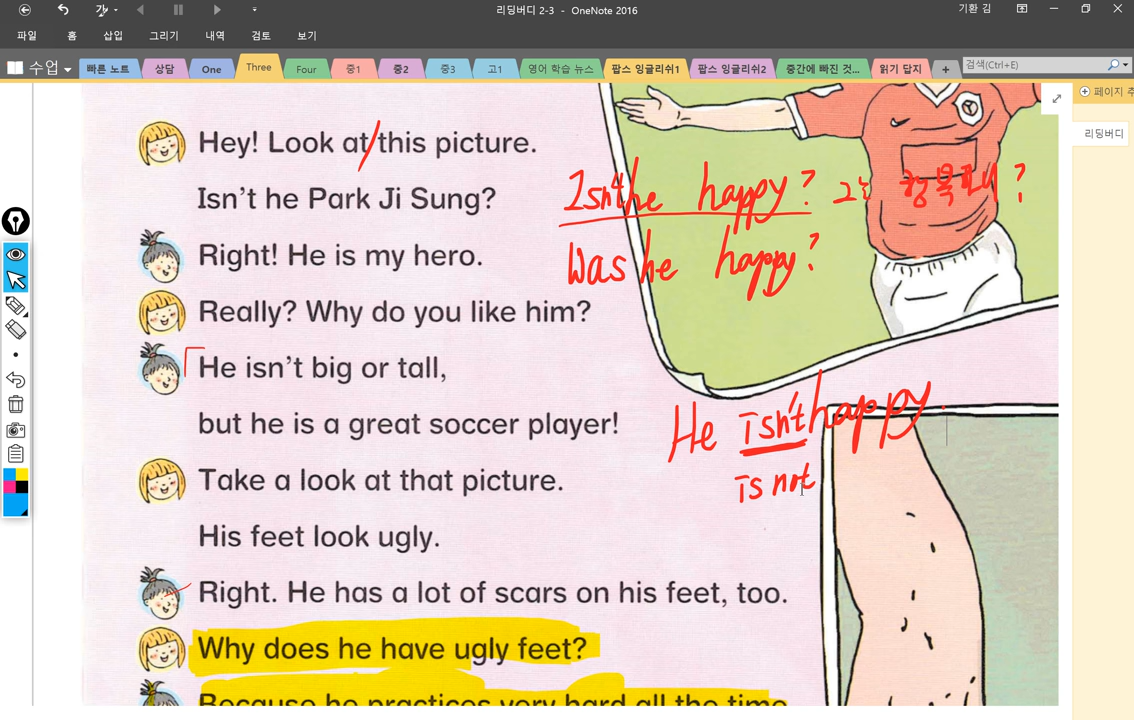 리딩버디 2-3 - OneNote 2016
기환 김
파일 홈 삽입 그리기 내역 검토 보기
수업 빠른 노트 상담 One Three Four 중1 중2 중3 고1 영어 학습 뉴스 팝스 잉글리쉬1 팝스 잉글리쉬2 중간에 빠진 것... 읽기 답지 + 검색(Ctrl+E)
페이지 추
리딩버디
Hey! Look at / this picture.
Isn't he Park Ji Sung?
Isn't he happy? 그는 행복하니?
Right! He is my hero.
Was he happy?
Really? Why do you like him?
He isn't big or tall,
but he is a great soccer player!
He isn't happy.
is not
Take a look at that picture.
His feet look ugly.
Right. He has a lot of scars on his feet, too.
Why does he have ugly feet?
Because he practices very hard all the time